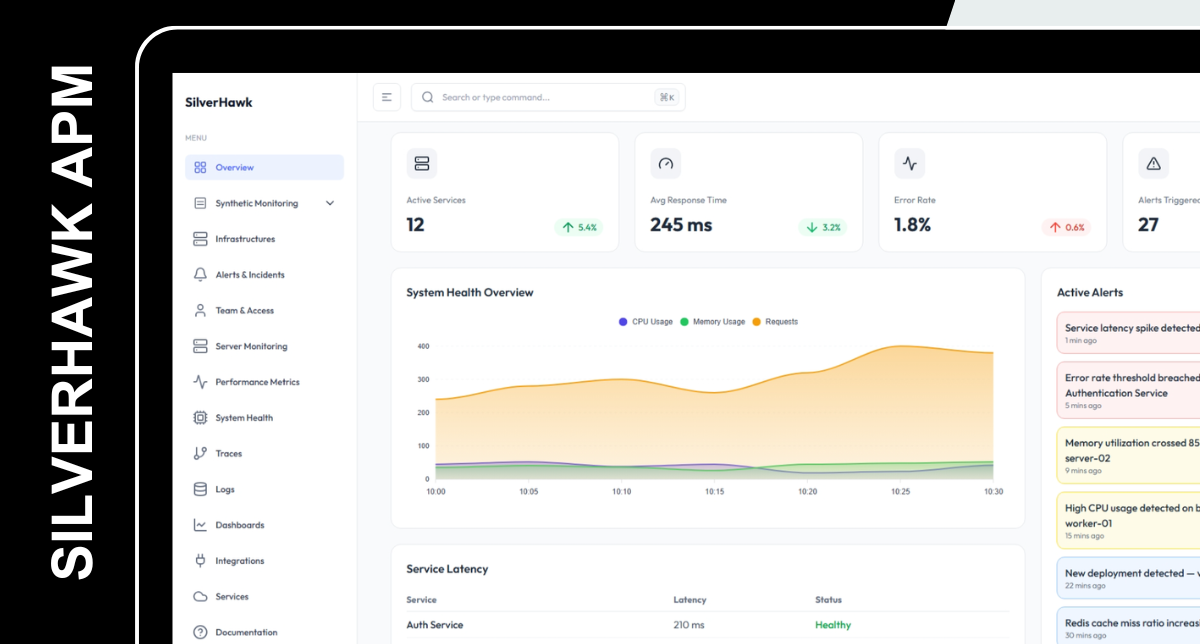 SILVERHAWK APM
SilverHawk
MENU
Overview
Synthetic Monitoring
Infrastructures
Alerts & Incidents
Team & Access
Server Monitoring
Performance Metrics
System Health
Traces
Logs
Dashboards
Integrations
Services
Documentation
Search or type command...
⌘K
Active Services
12
5.4%
Avg Response Time
245 ms
3.2%
Error Rate
1.8%
0.6%
Alerts Triggered
27
System Health Overview
CPU Usage
Memory Usage
Requests
400
300
200
100
0
10:00
10:05
10:10
10:15
10:20
10:25
10:30
Service Latency
Service
Latency
Status
Auth Service
210 ms
Healthy
Active Alerts
Service latency spike detected
1 min ago
Error rate threshold breached
Authentication Service
5 mins ago
Memory utilization crossed 85
server-02
9 mins ago
High CPU usage detected on
worker-01
15 mins ago
New deployment detected —
22 mins ago
Redis cache miss ratio
30 mins ago